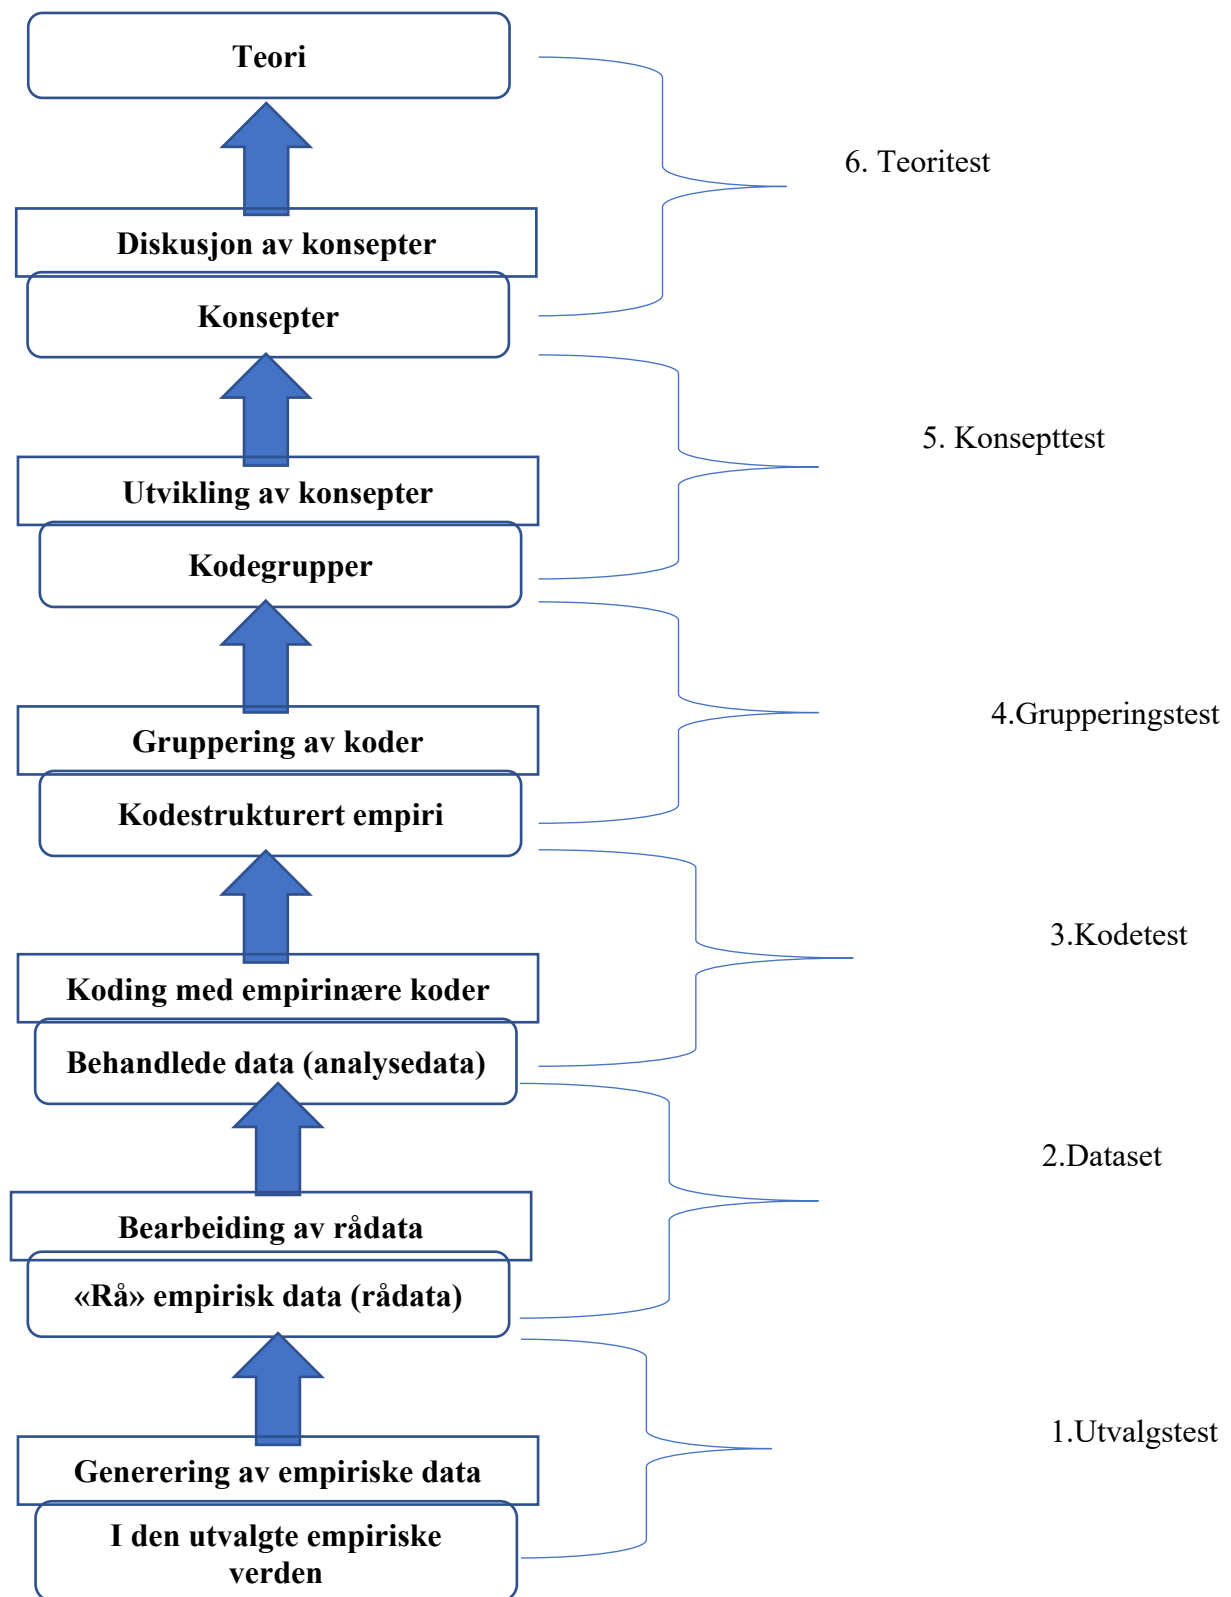 Teori
6. Teoritest
Diskusjon av konsepter
Konsepter
5. Konsepttest
Utvikling av konsepter
Kodegrupper
4.Grupperingstest
Gruppering av koder
Kodestrukturert empiri
3.Kodetest
Koding med empirinære koder
Behandlede data (analysedata)
2.Dataset
Bearbeiding av rådata
«Rå» empirisk data (rådata)
1.Utvalgstest
Generering av empiriske data
I den utvalgte empiriske
verden